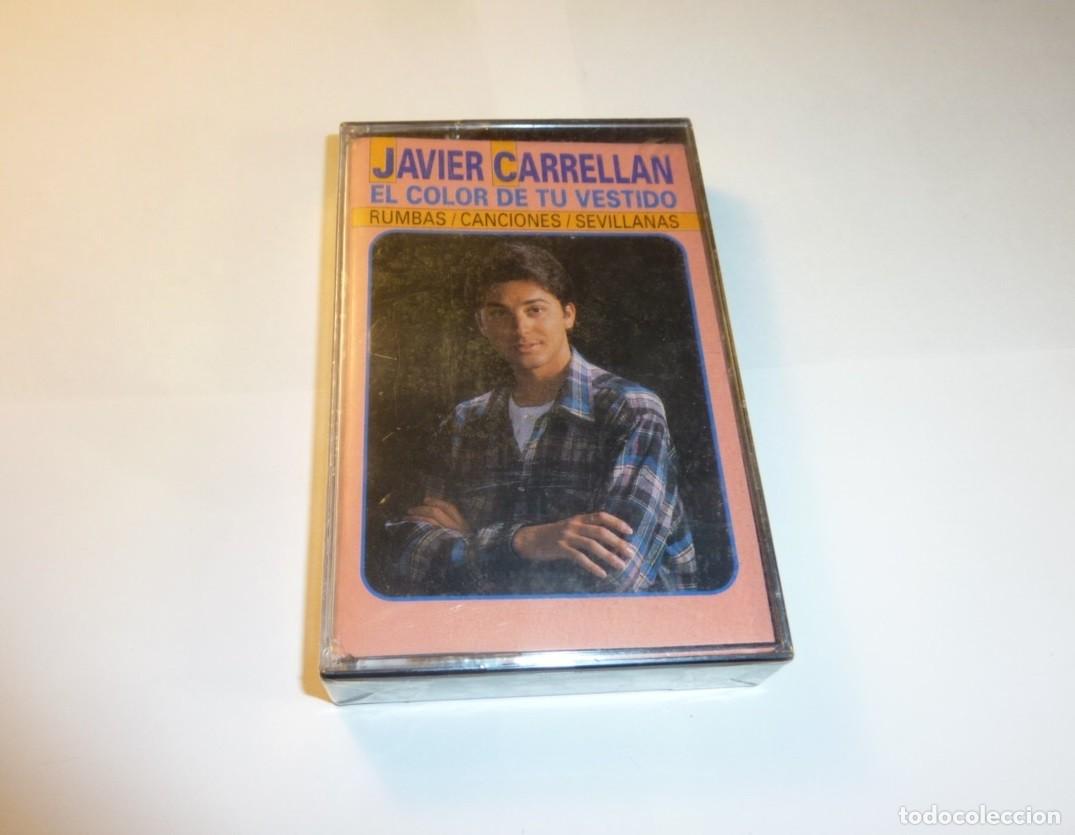 JAVIER CARRELLAN
EL COLOR DE TU VESTIDO
RUMBAS / CANCIONES / SEVILLANAS
todocoleccion